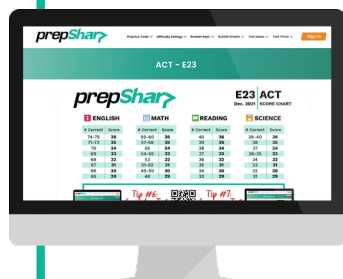 prepSharp
Practice Tests Difficulty Ratings Answer Keys Bubble Sheets Test Dates Test Timer Sign In
ACT - E23
prepSharp E23 ACT
Dec. 2021 SCORE CHART
ENGLISH MATH READING SCIENCE
# Correct Score # Correct Score # Correct Score # Correct Score
74-75 36 59-60 36 40 36 39-40 36
71-73 35 57-58 35 39 35 38 35
70 34 56 34 38 34 37 34
69 33 54-55 33 37 33 35-36 33
68 32 53 32 36 32 34 32
67 31 51-52 31 35 31 33 31
66 30 49-50 30 34 30 32 30
65 29 48 29 33 29 31 29
Tip #6: Tip #7: